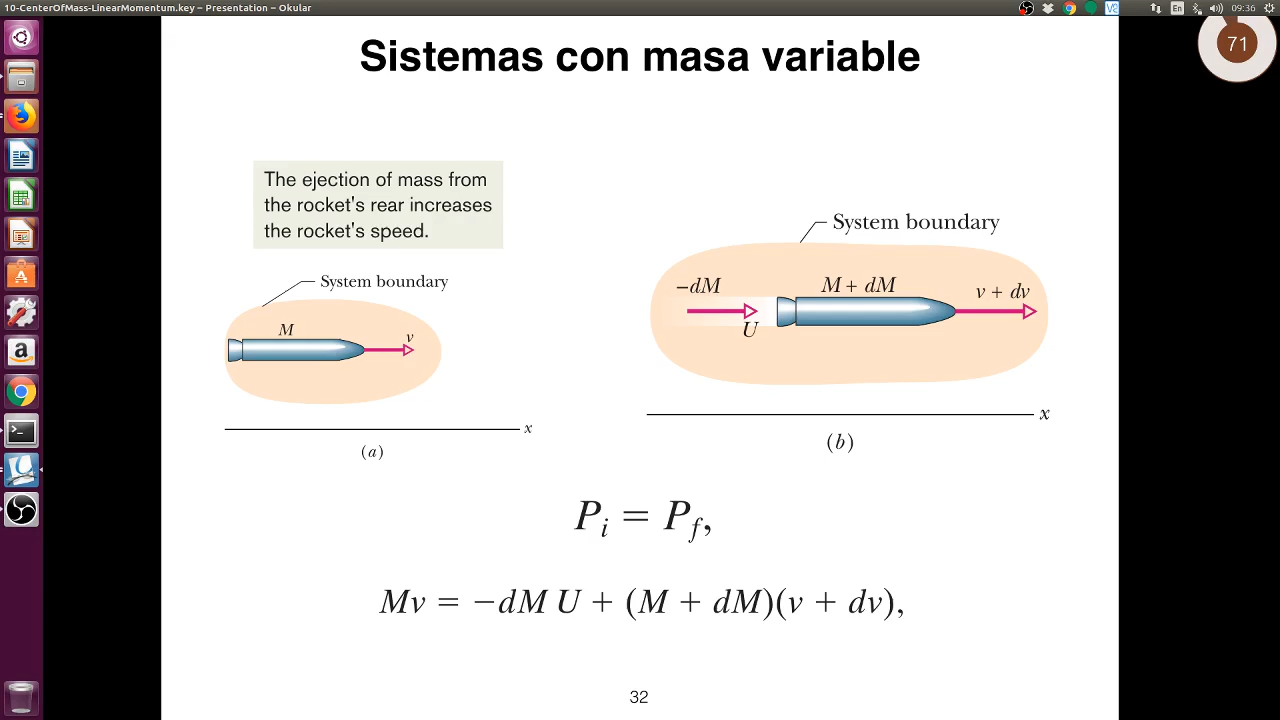 10-CenterOfMass-LinearMomentum.key – Presentation – Okular
En
09:36
71
Sistemas con masa variable
The ejection of mass from
the rocket's rear increases
the rocket's speed.
System boundary
M
v
x
(a)
System boundary
−dM
M + dM
v + dv
U
x
(b)
P_i = P_f,
Mv = −dM U + (M + dM)(v + dv),
32